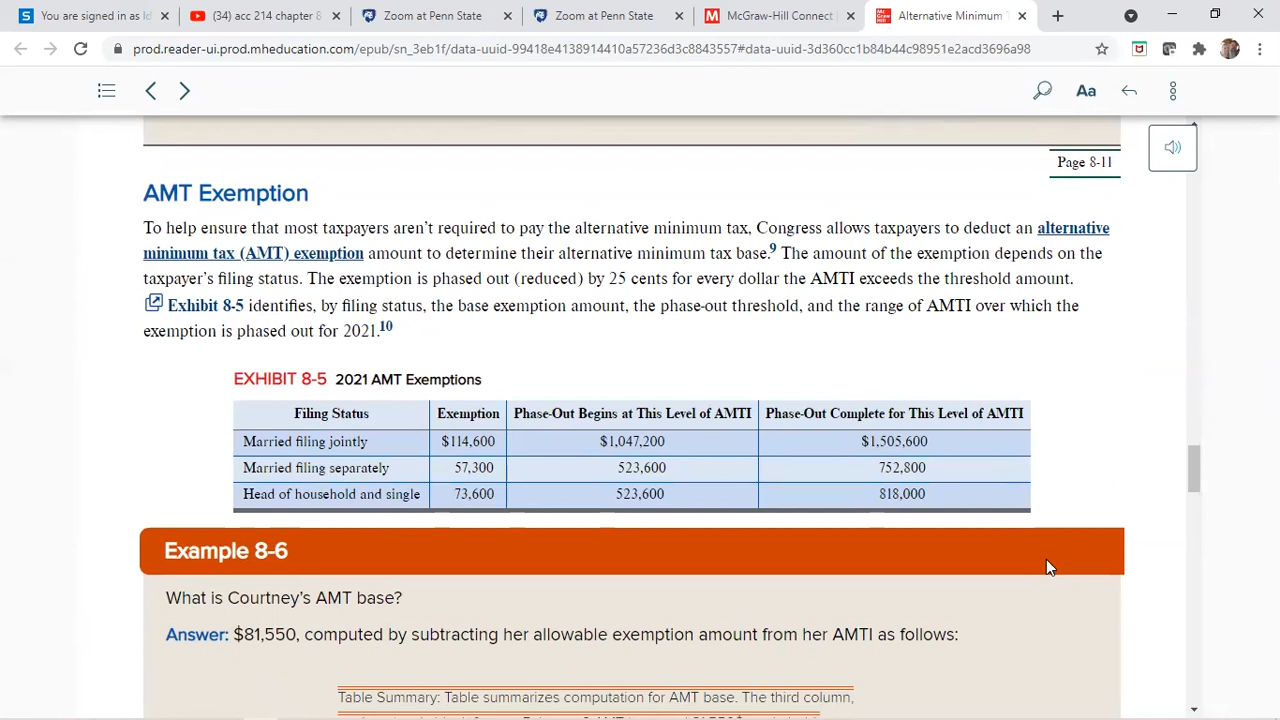 You are signed in as Id
(34) acc 214 chapter 8
Zoom at Penn State
Zoom at Penn State
McGraw-Hill Connect
Alternative Minimum
prod.reader-ui.prod.mheducation.com/epub/sn_3eb1f/data-uuid-99418e4138914410a57236d3c8843557#data-uuid-3d360cc1b84b44c98951e2acd3696a98
Aa
Page 8-11
AMT Exemption
To help ensure that most taxpayers aren't required to pay the alternative minimum tax, Congress allows taxpayers to deduct an alternative
minimum tax (AMT) exemption amount to determine their alternative minimum tax base.9 The amount of the exemption depends on the
taxpayer's filing status. The exemption is phased out (reduced) by 25 cents for every dollar the AMTI exceeds the threshold amount.
Exhibit 8-5 identifies, by filing status, the base exemption amount, the phase-out threshold, and the range of AMTI over which the
exemption is phased out for 2021.10
EXHIBIT 8-5 2021 AMT Exemptions
Filing Status Exemption Phase-Out Begins at This Level of AMTI Phase-Out Complete for This Level of AMTI
Married filing jointly $114,600 $1,047,200 $1,505,600
Married filing separately 57,300 523,600 752,800
Head of household and single 73,600 523,600 818,000
Example 8-6
What is Courtney's AMT base?
Answer: $81,550, computed by subtracting her allowable exemption amount from her AMTI as follows:
Table Summary: Table summarizes computation for AMT base. The third column,